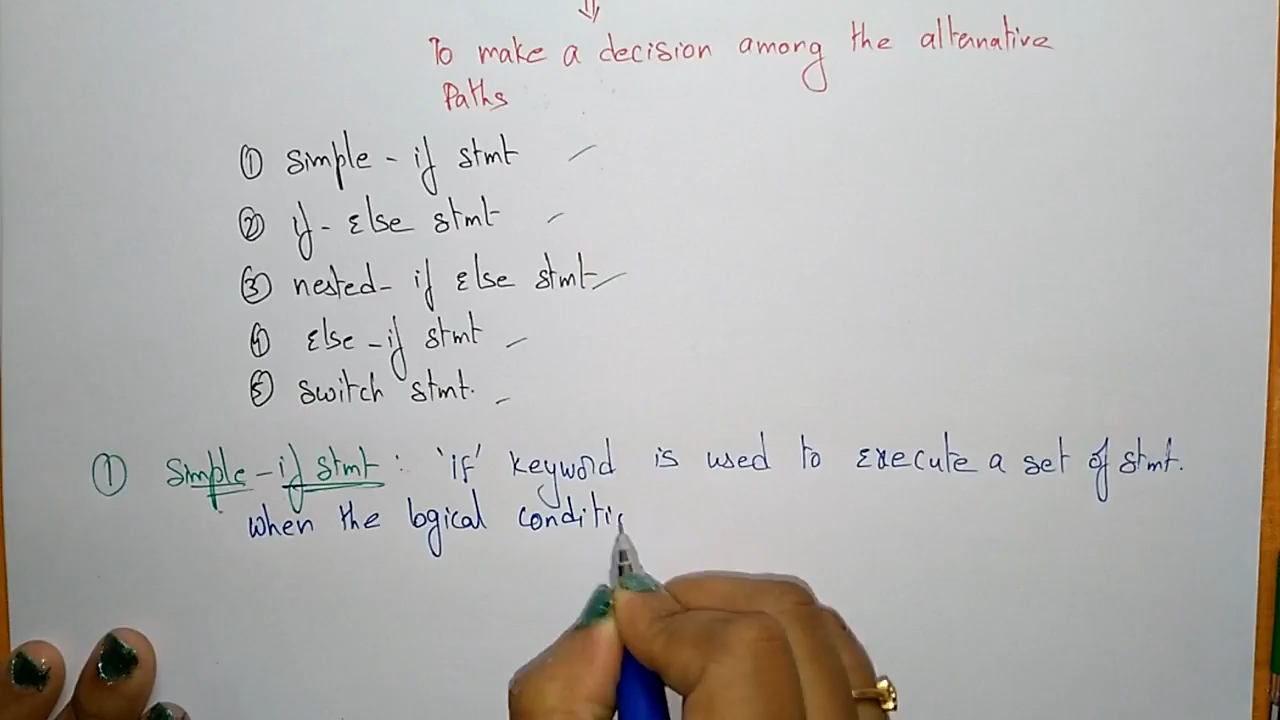 To make a decision among the alternative
Paths
① simple - if stmt
② if - else stmt
③ nested - if else stmt
④ else - if stmt
⑤ switch stmt.
① Simple - if stmt : 'if' keyword is used to execute a set of stmt.
when the logical conditi